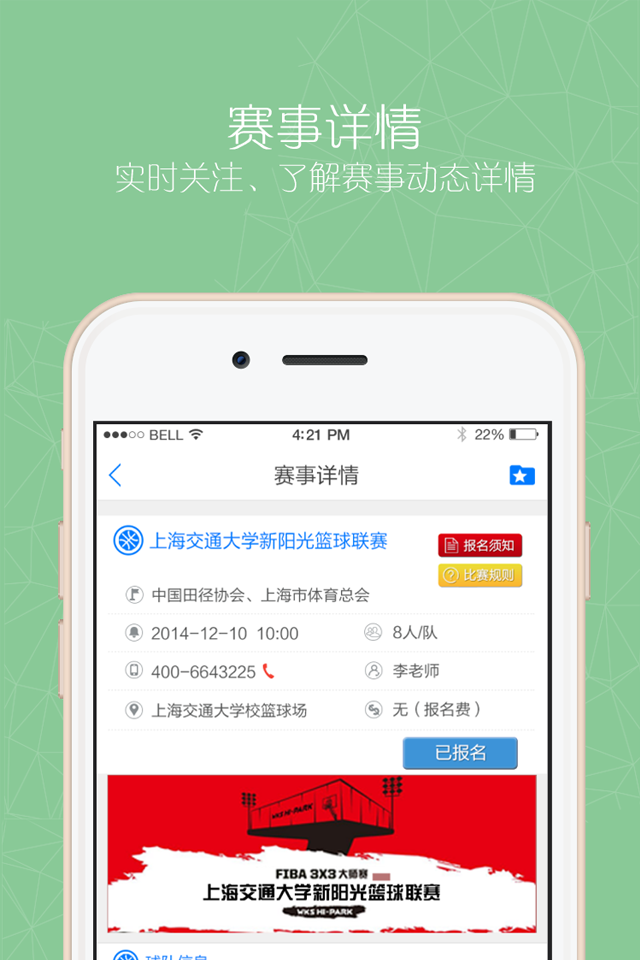 赛事详情
实时关注、了解赛事动态详情
BELL 4:21 PM 22%
赛事详情
上海交通大学新阳光篮球联赛
报名须知
比赛规则
中国田径协会、上海市体育总会
2014-12-10 10:00 8人/队
400-6643225 李老师
上海交通大学校篮球场 无（报名费）
已报名
WKS HI-PARK
FIBA 3X3 大师赛
上海交通大学新阳光篮球联赛
WKS HI-PARK
球队信息